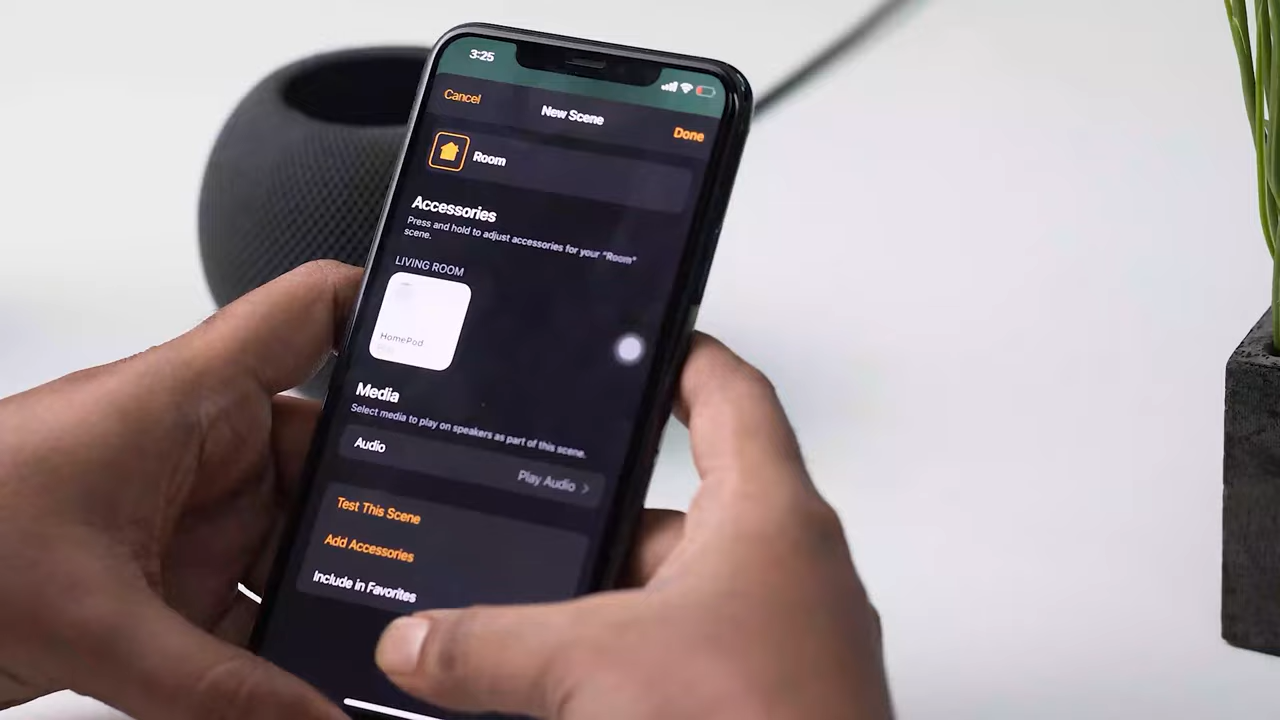 3:25
Cancel
New Scene
Done
Room
Accessories
Press and hold to adjust accessories for your "Room"
scene.
LIVING ROOM
HomePod
Media
Select media to play on speakers as part of this scene.
Audio
Play Audio
Test This Scene
Add Accessories
Include in Favorites